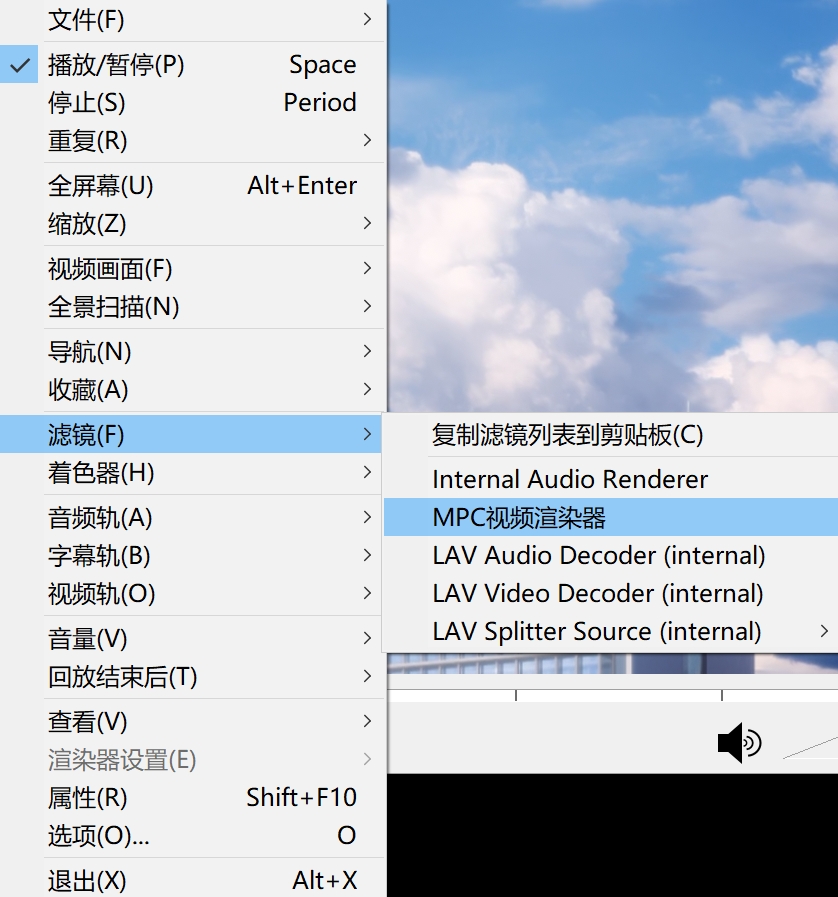 文件(F)
播放/暂停(P) Space
停止(S) Period
重复(R)
全屏幕(U) Alt+Enter
缩放(Z)
视频画面(F)
全景扫描(N)
导航(N)
收藏(A)
滤镜(F)
着色器(H)
音频轨(A)
字幕轨(B)
视频轨(O)
音量(V)
回放结束后(T)
查看(V)
渲染器设置(E)
属性(R) Shift+F10
选项(O)... O
退出(X) Alt+X
复制滤镜列表到剪贴板(C)
Internal Audio Renderer
MPC视频渲染器
LAV Audio Decoder (internal)
LAV Video Decoder (internal)
LAV Splitter Source (internal)